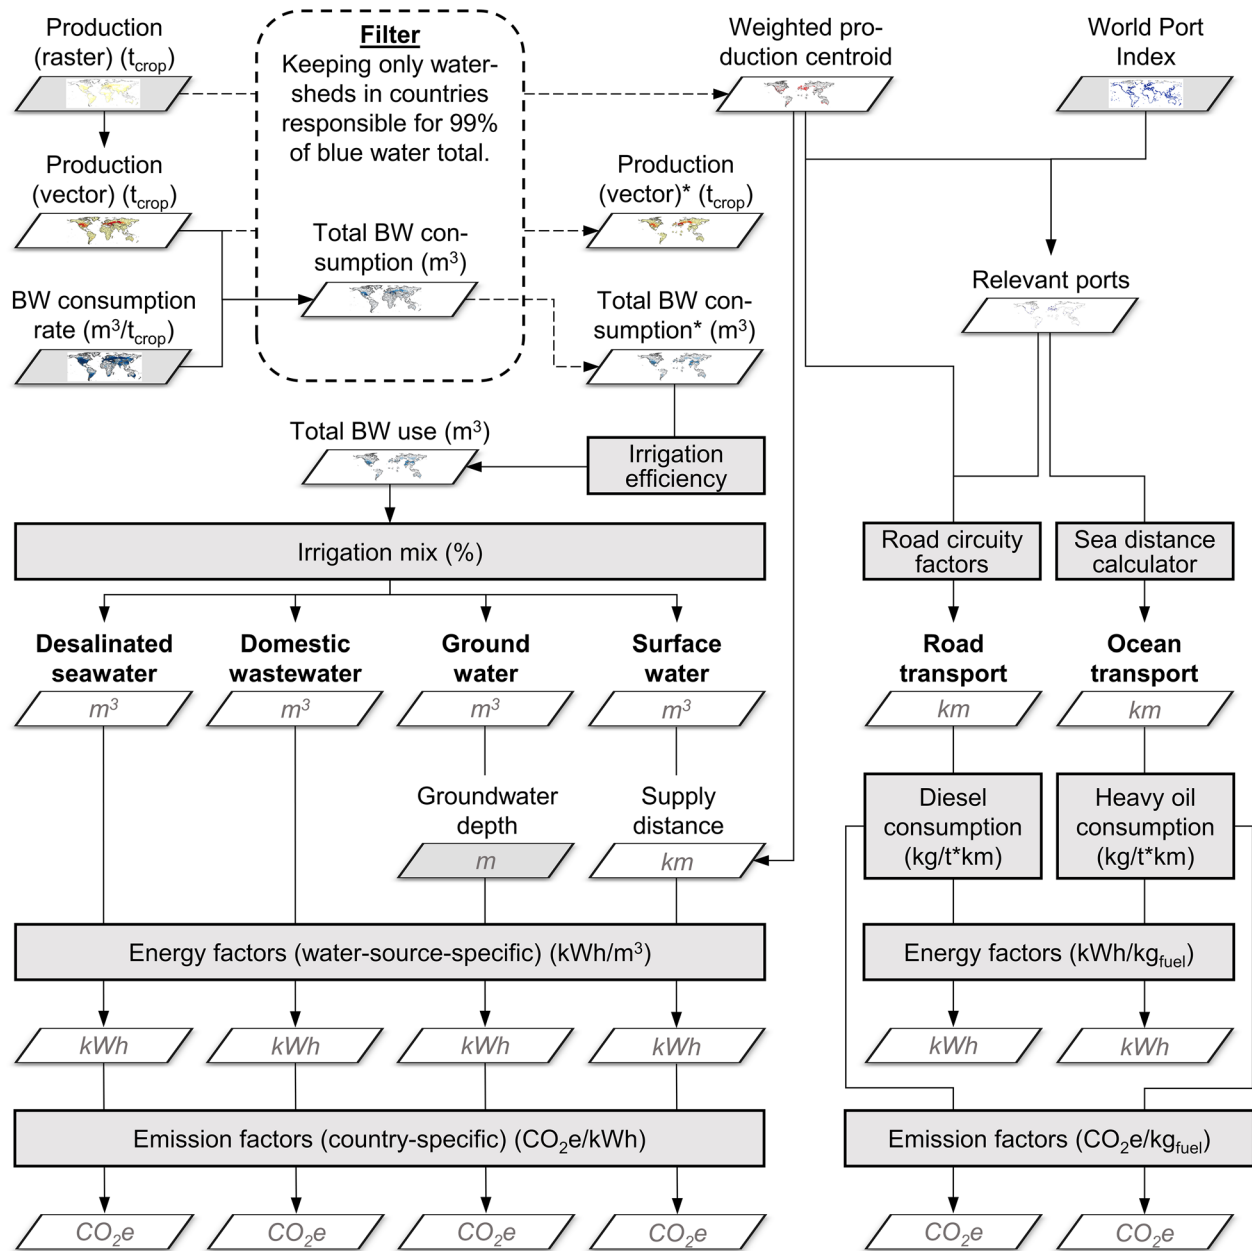 Production
(raster) (t_crop)
Filter
Keeping only water-
sheds in countries
responsible for 99%
of blue water total.
Weighted pro-
duction centroid
World Port
Index
Production
(vector) (t_crop)
Production
(vector)* (t_crop)
Total BW con-
sumption (m³)
BW consumption
rate (m³/t_crop)
Total BW con-
sumption* (m³)
Relevant ports
Total BW use (m³)
Irrigation
efficiency
Irrigation mix (%)
Road circuity
factors
Sea distance
calculator
Desalinated
seawater
Domestic
wastewater
Ground
water
Surface
water
Road
transport
Ocean
transport
m³
m³
m³
m³
km
km
Groundwater
depth
Supply
distance
Diesel
consumption
(kg/t*km)
Heavy oil
consumption
(kg/t*km)
m
km
Energy factors (water-source-specific) (kWh/m³)
Energy factors (kWh/kg_fuel)
kWh
kWh
kWh
kWh
kWh
kWh
Emission factors (country-specific) (CO₂e/kWh)
Emission factors (CO₂e/kg_fuel)
CO₂e
CO₂e
CO₂e
CO₂e
CO₂e
CO₂e